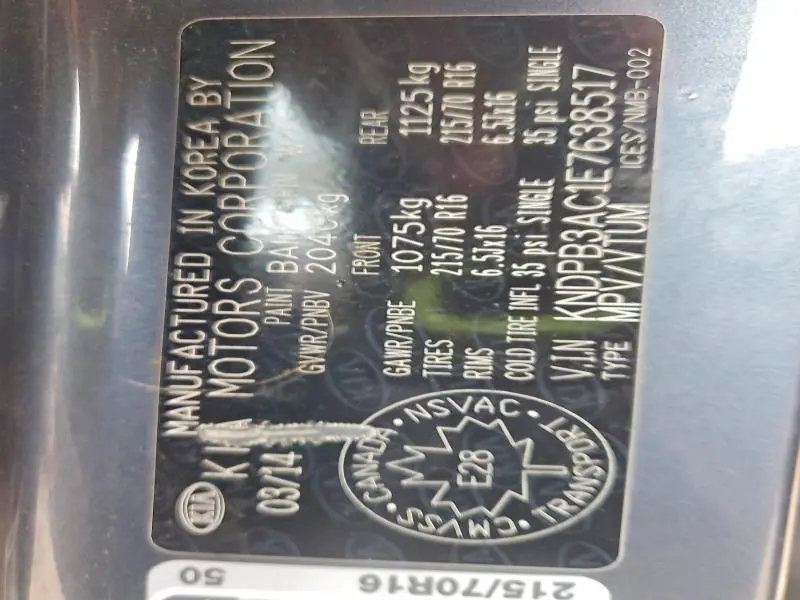 KIA
MANUFACTURED IN KOREA BY
KIA MOTORS CORPORATION
03/14 PAINT
GVWR/PNBV 2040kg
FRONT REAR
GAWR/PNBE 1075kg 1125kg
TIRES 215/70 R16 215/70 R16
RIMS 6.5Jx16 6.5Jx16
COLD TIRE INFL 35 psi SINGLE 35 psi SINGLE
V.I.N KNDPB3AC1E7638517
TYPE MPV/VTUM ICES/NMB-002
CANADA • NSVAC • TRANSPORT • CMVSS
E28
215/70R16 50